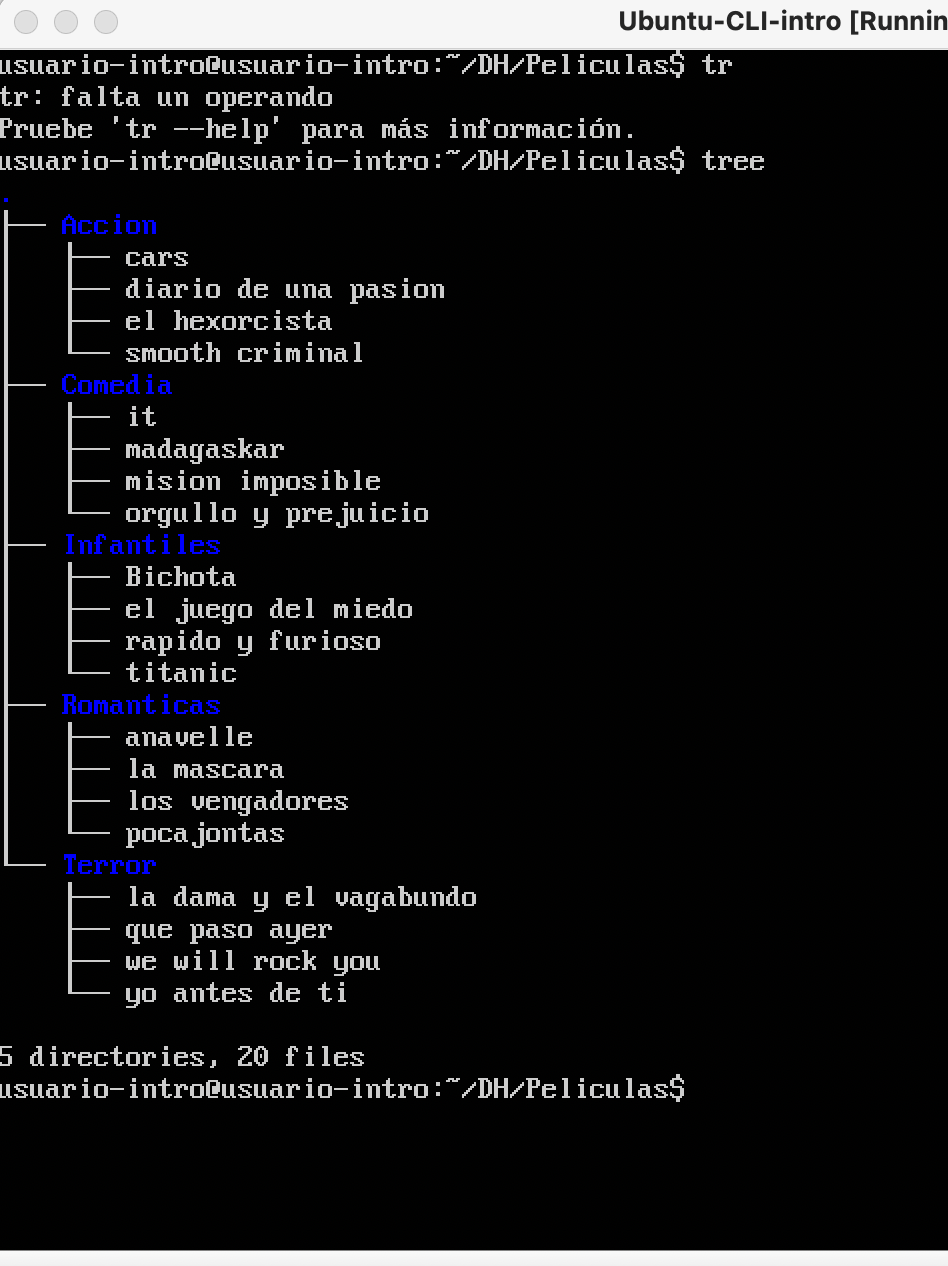 Ubuntu-CLI-intro [Runnin
usuario-intro@usuario-intro:~/DH/Peliculas$ tr
tr: falta un operando
Pruebe 'tr --help' para más información.
usuario-intro@usuario-intro:~/DH/Peliculas$ tree
.
├── Accion
│   ├── cars
│   ├── diario de una pasion
│   ├── el hexorcista
│   └── smooth criminal
├── Comedia
│   ├── it
│   ├── madagaskar
│   ├── mision imposible
│   └── orgullo y prejuicio
├── Infantiles
│   ├── Bichota
│   ├── el juego del miedo
│   ├── rapido y furioso
│   └── titanic
├── Romanticas
│   ├── anavelle
│   ├── la mascara
│   ├── los vengadores
│   └── pocajontas
└── Terror
    ├── la dama y el vagabundo
    ├── que paso ayer
    ├── we will rock you
    └── yo antes de ti
5 directories, 20 files
usuario-intro@usuario-intro:~/DH/Peliculas$